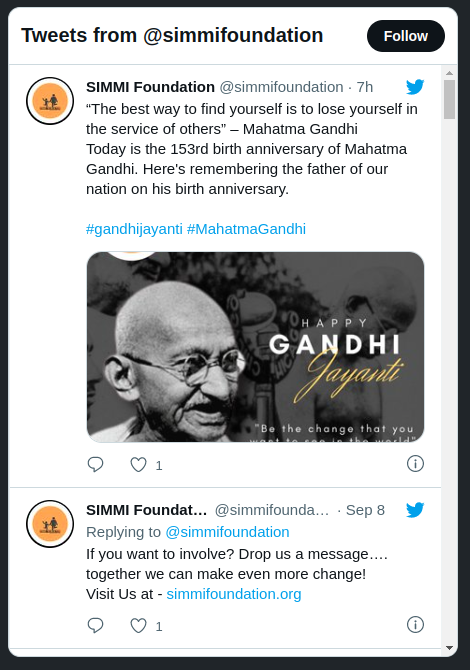 Tweets from @simmifoundation
Follow
SIMMI Foundation @simmifoundation · 7h
“The best way to find yourself is to lose yourself in
the service of others” – Mahatma Gandhi
Today is the 153rd birth anniversary of Mahatma
Gandhi. Here's remembering the father of our
nation on his birth anniversary.
#gandhijayanti #MahatmaGandhi
HAPPY
GANDHI
Jayanti
"Be the change that you
want to see in the world"
1
SIMMI Foundat… @simmifounda… · Sep 8
Replying to @simmifoundation
If you want to involve? Drop us a message….
together we can make even more change!
Visit Us at - simmifoundation.org
1